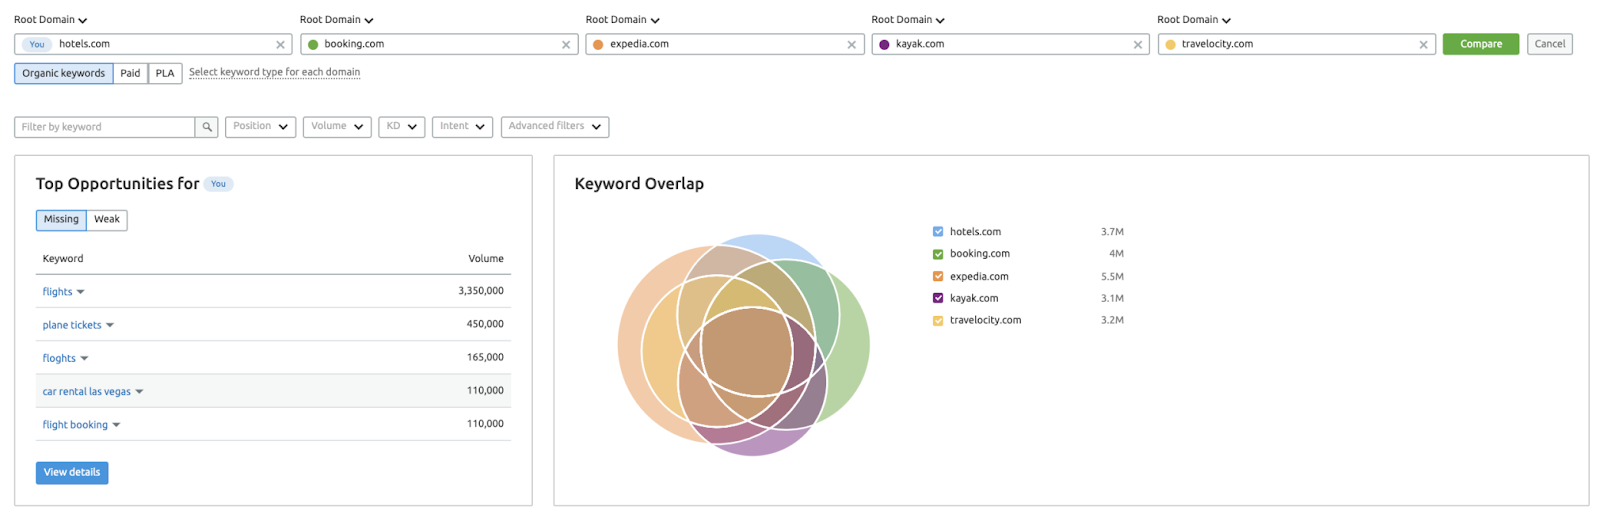 Root Domain Root Domain Root Domain Root Domain Root Domain
You hotels.com booking.com expedia.com kayak.com travelocity.com Compare Cancel
Organic keywords Paid PLA Select keyword type for each domain
Filter by keyword Position Volume KD Intent Advanced filters
Top Opportunities for You
Missing Weak
Keyword Volume
flights 3,350,000
plane tickets 450,000
floghts 165,000
car rental las vegas 110,000
flight booking 110,000
View details
Keyword Overlap
hotels.com 3.7M
booking.com 4M
expedia.com 5.5M
kayak.com 3.1M
travelocity.com 3.2M